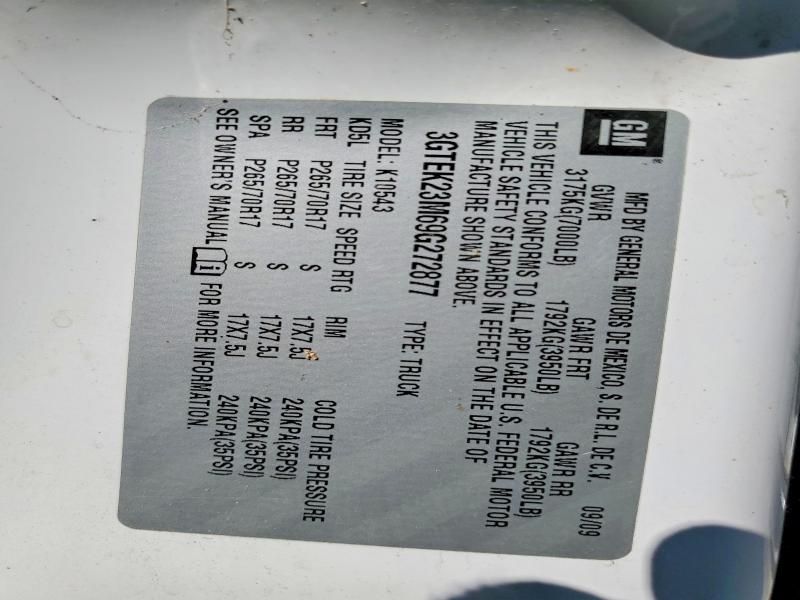 GM
MFD BY GENERAL MOTORS DE MEXICO, S. DE R.L. DE C.V. 09/09
GVWR GAWR FRT GAWR RR
3175KG(7000LB) 1792KG(3950LB) 1792KG(3950LB)
THIS VEHICLE CONFORMS TO ALL APPLICABLE U.S. FEDERAL MOTOR
VEHICLE SAFETY STANDARDS IN EFFECT ON THE DATE OF
MANUFACTURE SHOWN ABOVE.
3GTEK23M69G272877 TYPE: TRUCK
MODEL: K10543
KD5L TIRE SIZE SPEED RTG RIM COLD TIRE PRESSURE
FRT P265/70R17 S 17X7.5J 240KPA(35PSI)
RR P265/70R17 S 17X7.5J 240KPA(35PSI)
SPA P265/70R17 S 17X7.5J 240KPA(35PSI)
SEE OWNER'S MANUAL i FOR MORE INFORMATION.